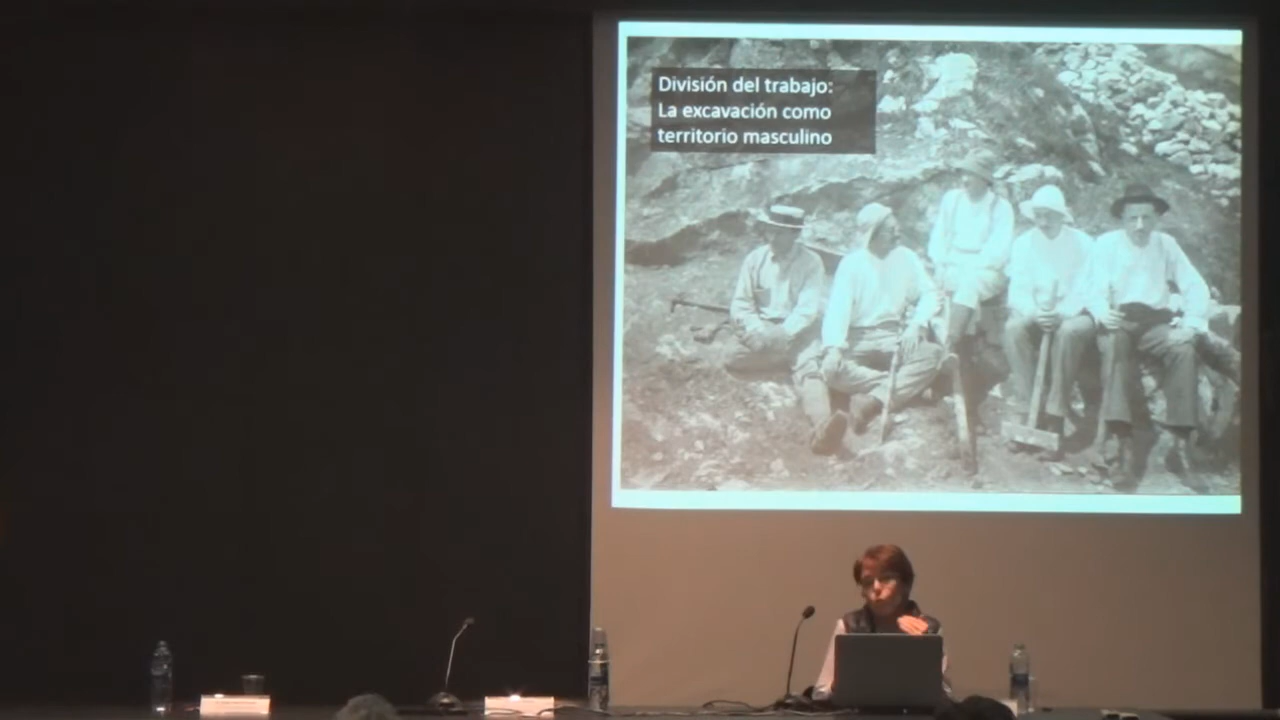 División del trabajo:
La excavación como
territorio masculino